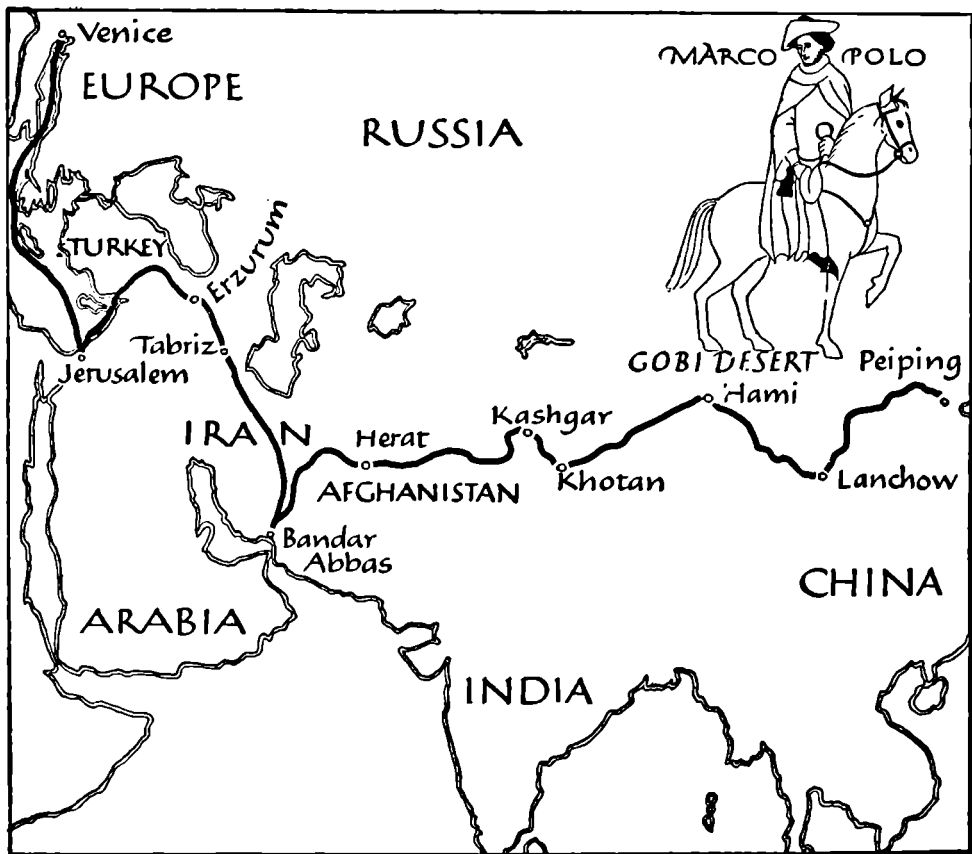 Venice
EUROPE
MARCO POLO
RUSSIA
TURKEY
Erzurum
Tabriz
Jerusalem
GOBI DESERT
Peiping
Hami
Kashgar
IRAN
Herat
Khotan
Lanchow
AFGHANISTAN
Bandar
Abbas
CHINA
ARABIA
INDIA